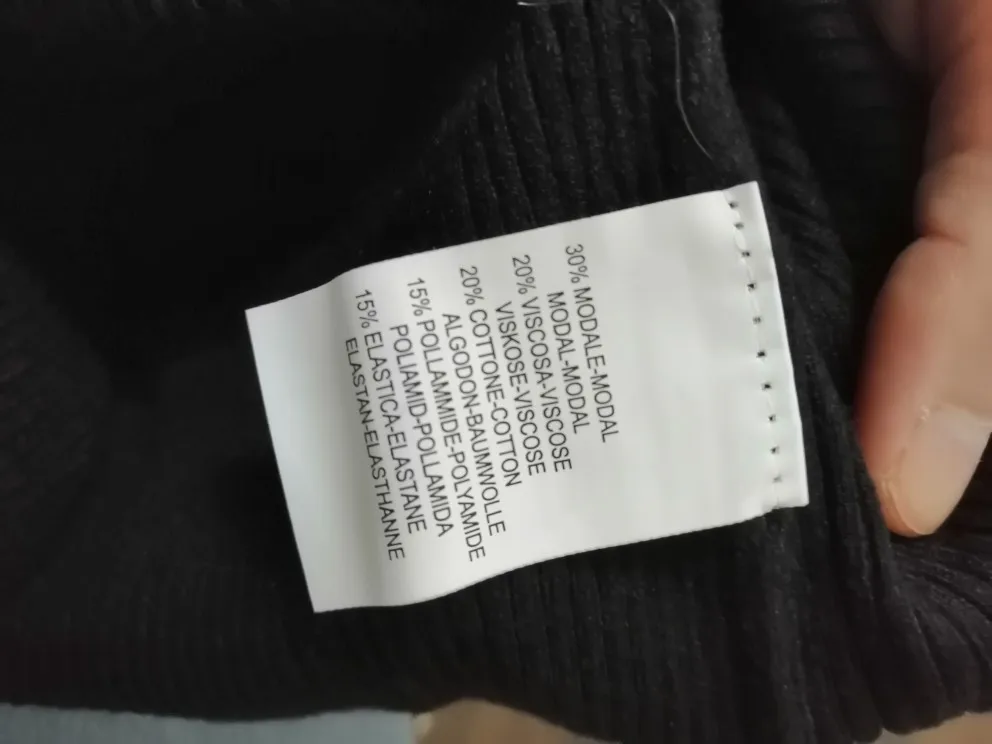 30% MODALE-MODAL
MODAL-MODAL
20% VISCOSA-VISCOSE
VISKOSE-VISCOSE
20% COTTONE-COTTON
ALGODON-BAUMWOLLE
15% POLLAMMIDE-POLYAMIDE
POLIAMID-POLLAMIDA
15% ELASTICA-ELASTANE
ELASTAN-ELASTHANNE